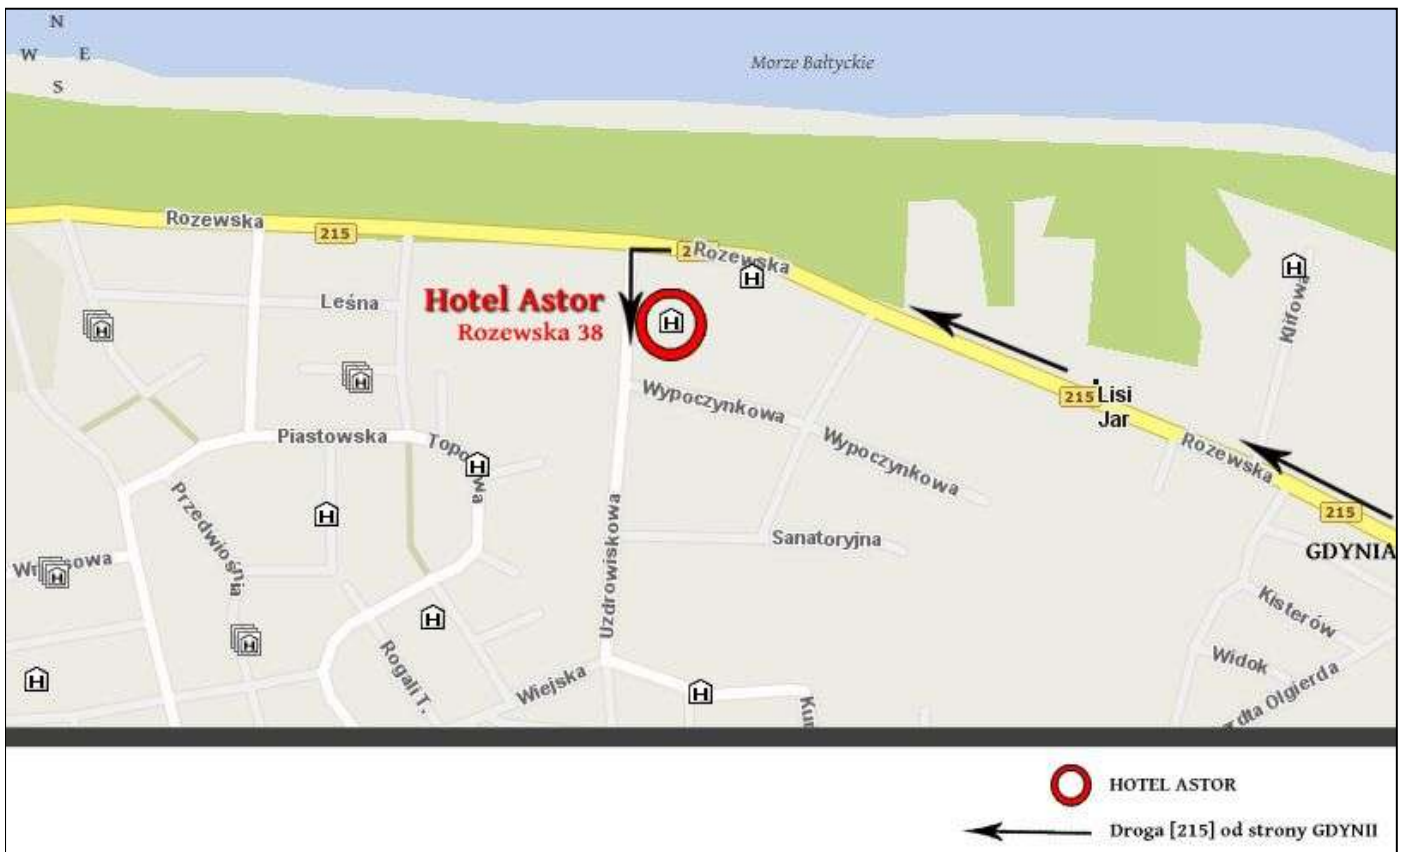 N
W E
S
Morze Bałtyckie
Rozewska
215
Rozewska
Hotel Astor
Rozewska 38
Leśna
Klifowa
Wypoczynkowa
215
Lisi
Jar
Piastowska
Topolowa
Wypoczynkowa
Rozewska
215
GDYNIA
Przedwiośnia
Uzdrowiskowa
Sanatoryjna
Kisterów
Widok
Rogali T.
Wiejska
Olgierda
HOTEL ASTOR
Droga [215] od strony GDYNII